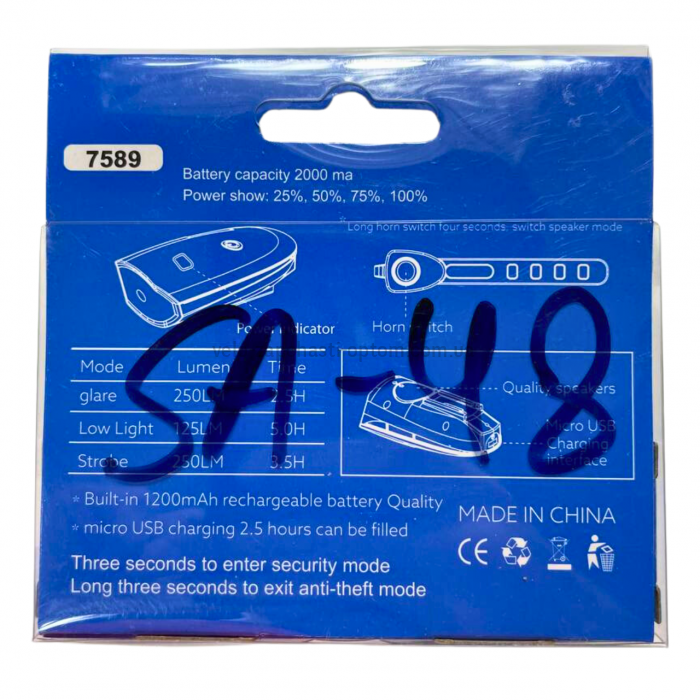 7589
Battery capacity 2000 ma
Power show: 25%, 50%, 75%, 100%
* Long horn switch four seconds, switch speaker mode
Power indicator
Horn switch
Mode Lumen Time
glare 250LM 2.5H
Low Light 125LM 5.0H
Strobe 250LM 3.5H
Quality speakers
Micro USB
Charging
interface
SA-48
* Built-in 1200mAh rechargeable battery Quality
* micro USB charging 2.5 hours can be filled
MADE IN CHINA
CE
Three seconds to enter security mode
Long three seconds to exit anti-theft mode